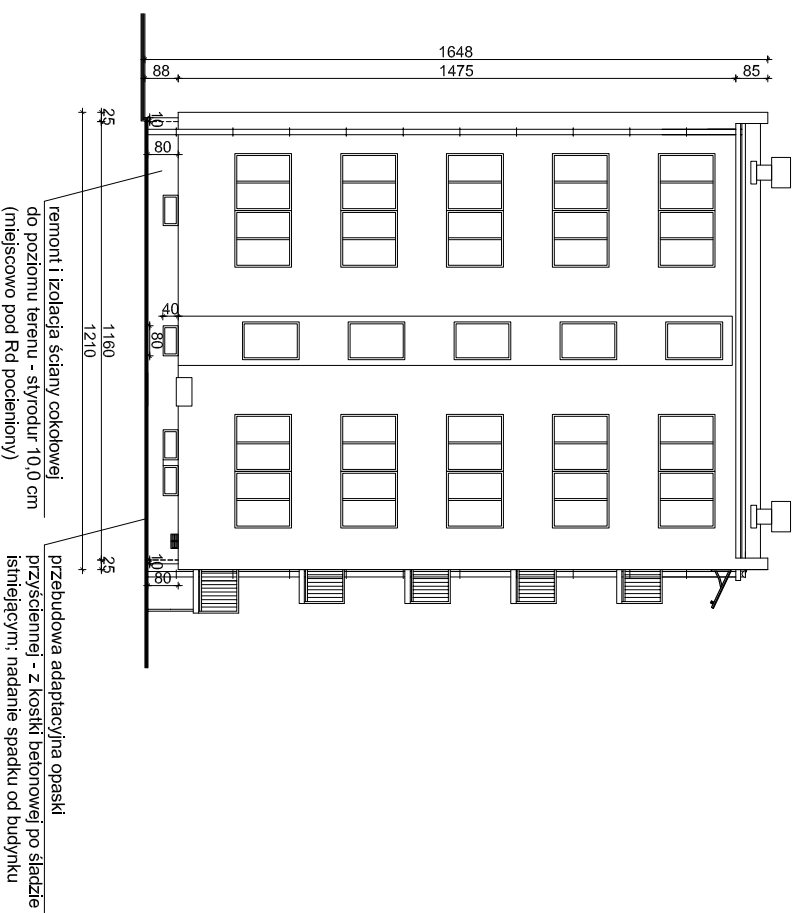 1648
88
1475
85
25
10
80
40
80
1160
1210
25
10
80
remont i izolacja ściany cokołowej
do poziomu terenu - styrodur 10,0 cm
(miejscowo pod Rd pocieniony)
przebudowa adaptacyjna opaski
przyściennej - z kostki betonowej po śladzie
istniejącym; nadanie spadku od budynku